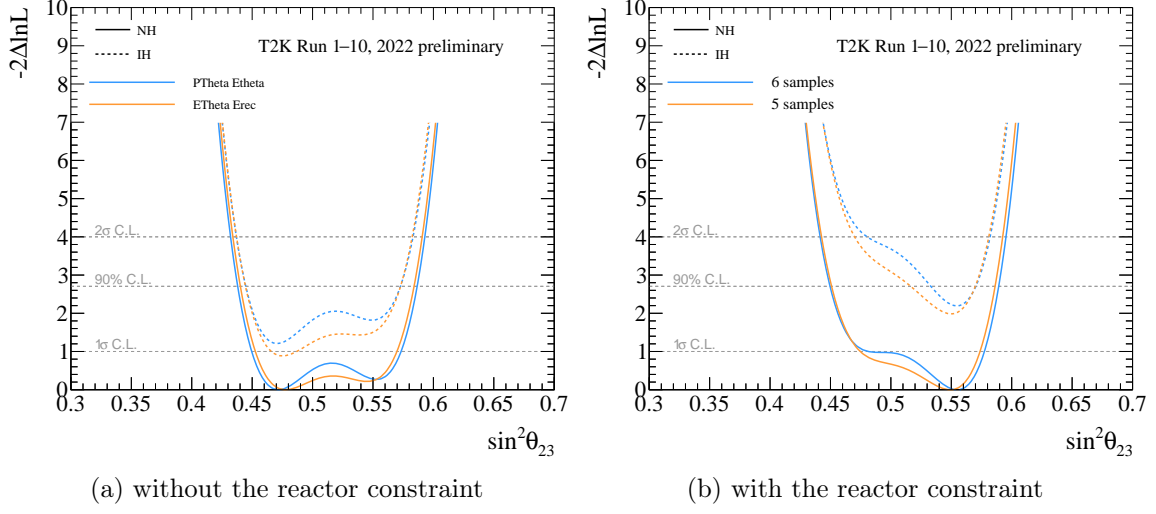 -2ΔlnL
10
9
8
7
6
5
4
3
2
1
0
NH
IH
T2K Run 1–10, 2022 preliminary
PTheta Etheta
ETheta Erec
2σ C.L.
90% C.L.
1σ C.L.
0.3 0.35 0.4 0.45 0.5 0.55 0.6 0.65 0.7
sin²θ₂₃
(a) without the reactor constraint
-2ΔlnL
10
9
8
7
6
5
4
3
2
1
0
NH
IH
T2K Run 1–10, 2022 preliminary
6 samples
5 samples
2σ C.L.
90% C.L.
1σ C.L.
0.3 0.35 0.4 0.45 0.5 0.55 0.6 0.65 0.7
sin²θ₂₃
(b) with the reactor constraint